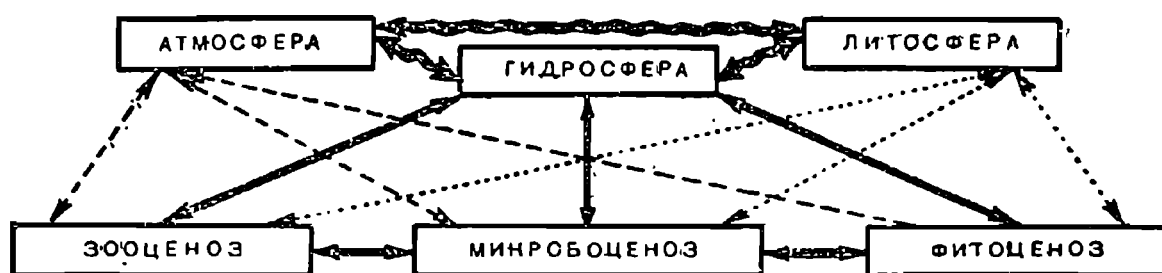 АТМОСФЕРА
ЛИТОСФЕРА
ГИДРОСФЕРА
ЗООЦЕНОЗ
МИКРОБОЦЕНОЗ
ФИТОЦЕНОЗ